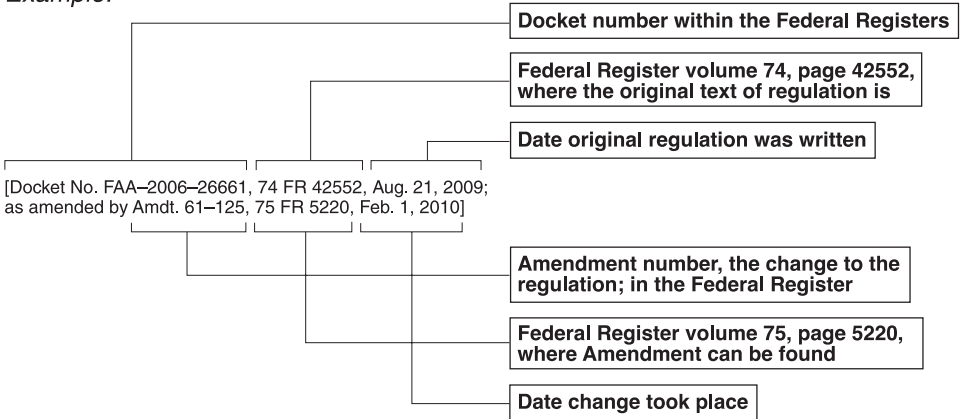 Example:
Docket number within the Federal Registers
Federal Register volume 74, page 42552,
where the original text of regulation is
Date original regulation was written
[Docket No. FAA–2006–26661, 74 FR 42552, Aug. 21, 2009;
as amended by Amdt. 61–125, 75 FR 5220, Feb. 1, 2010]
Amendment number, the change to the
regulation; in the Federal Register
Federal Register volume 75, page 5220,
where Amendment can be found
Date change took place